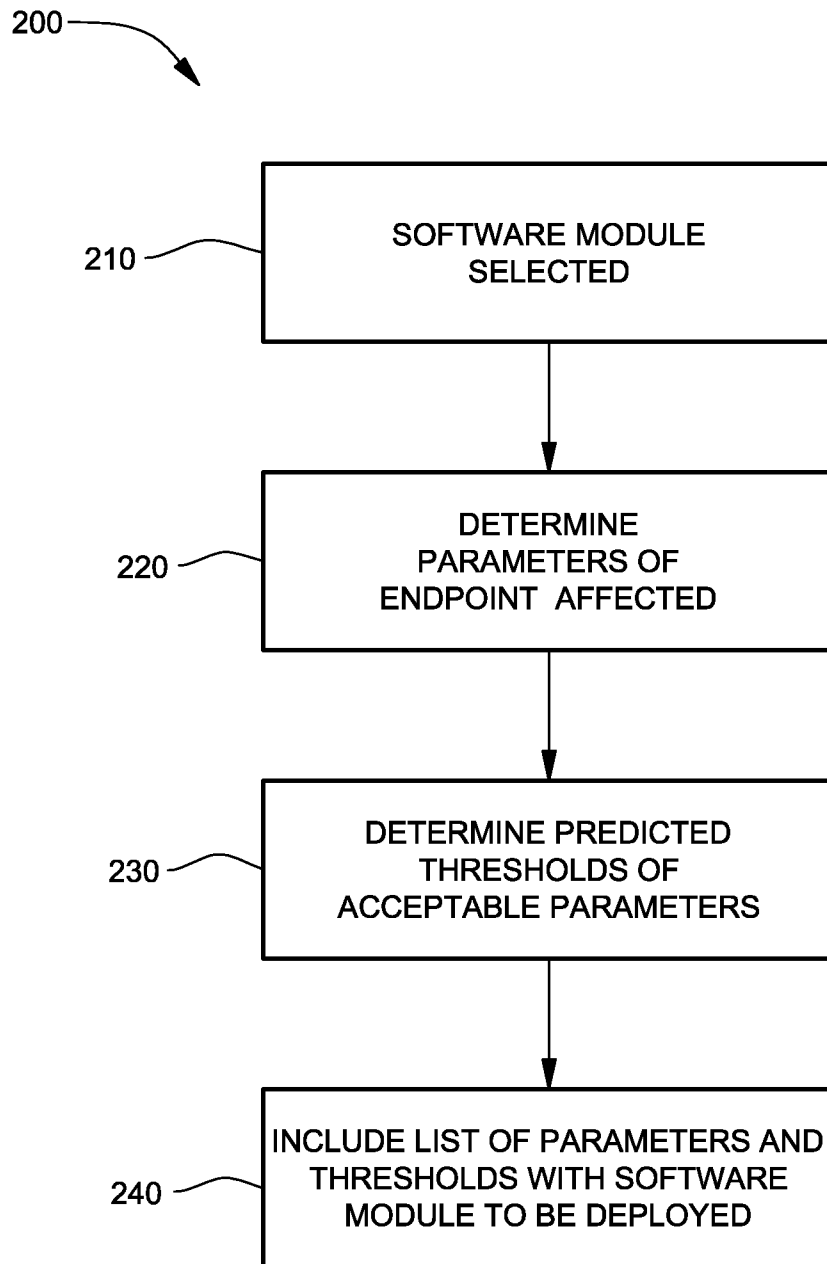 200
210
SOFTWARE MODULE
SELECTED
220
DETERMINE
PARAMETERS OF
ENDPOINT AFFECTED
230
DETERMINE PREDICTED
THRESHOLDS OF
ACCEPTABLE PARAMETERS
240
INCLUDE LIST OF PARAMETERS AND
THRESHOLDS WITH SOFTWARE
MODULE TO BE DEPLOYED